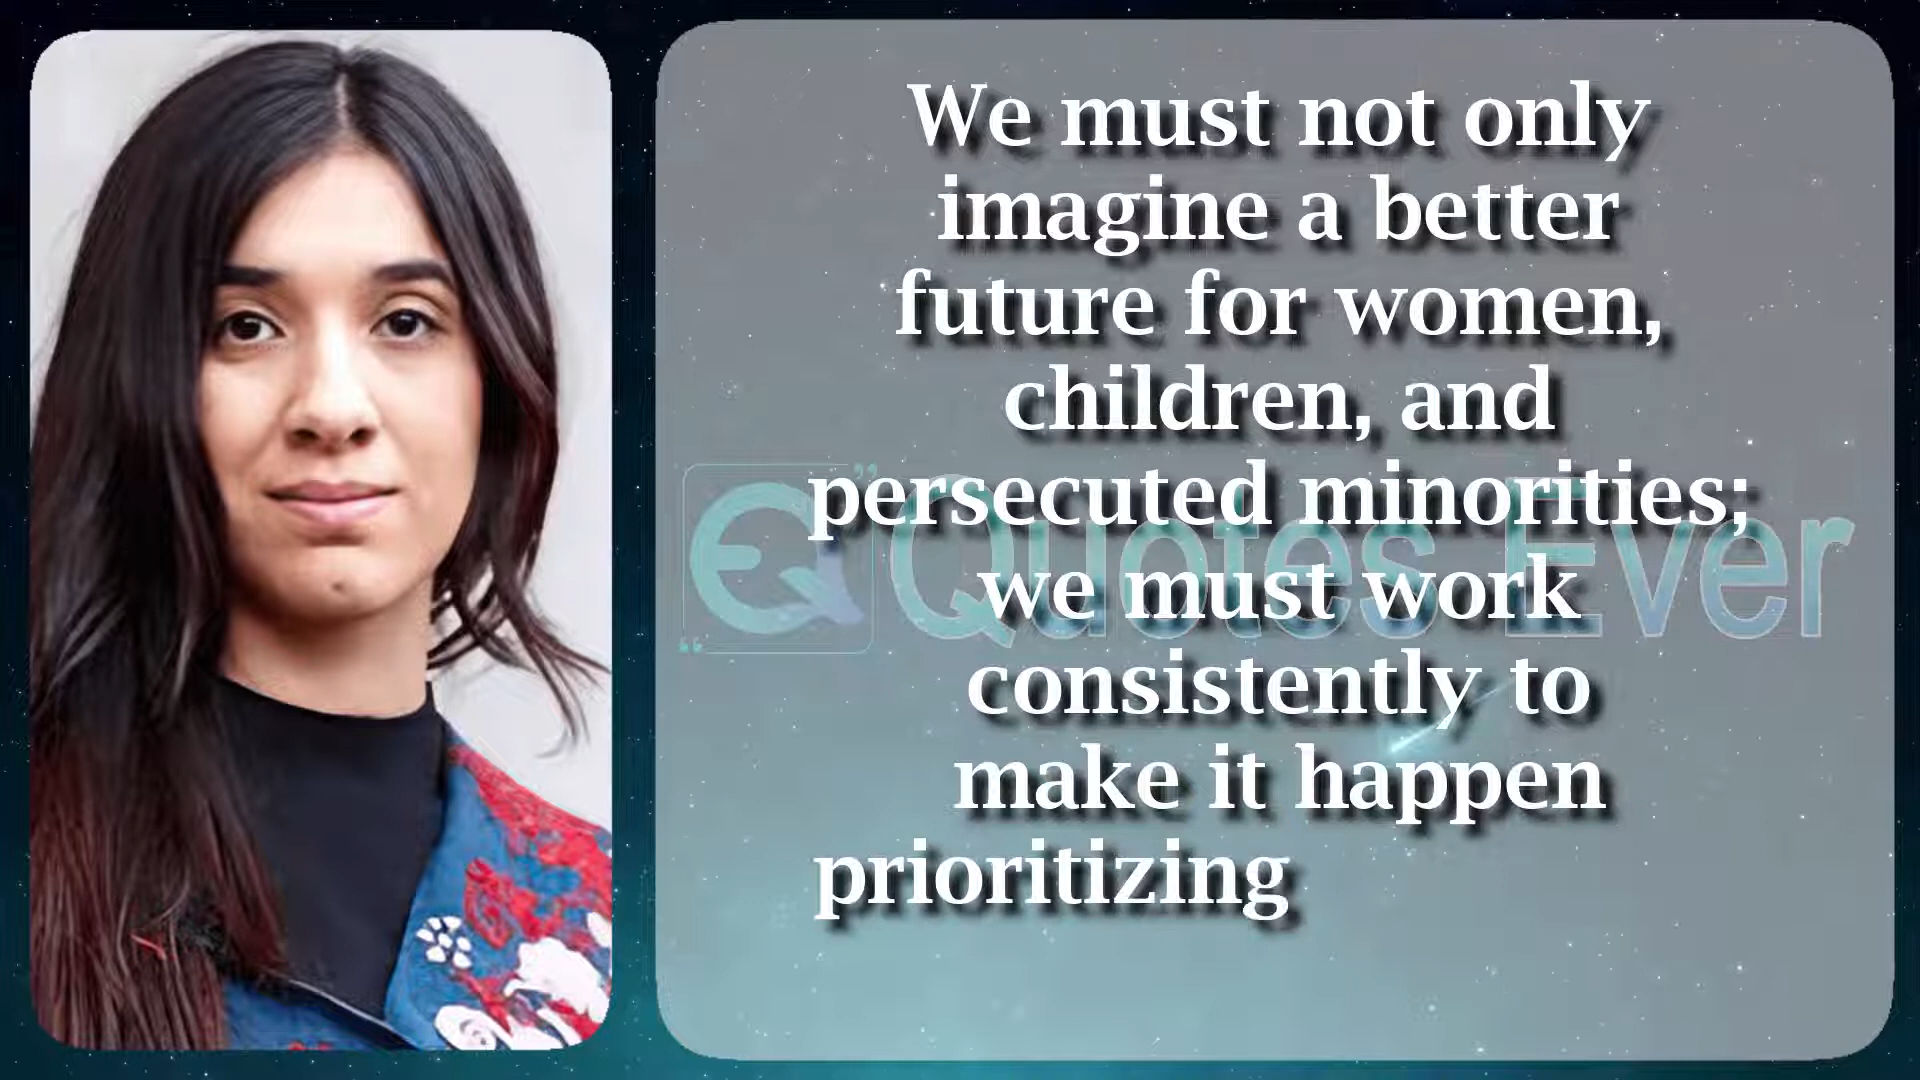 We must not only
imagine a better
future for women,
children, and
persecuted minorities;
we must work
consistently to
make it happen
prioritizing
EQ Quotes Ever